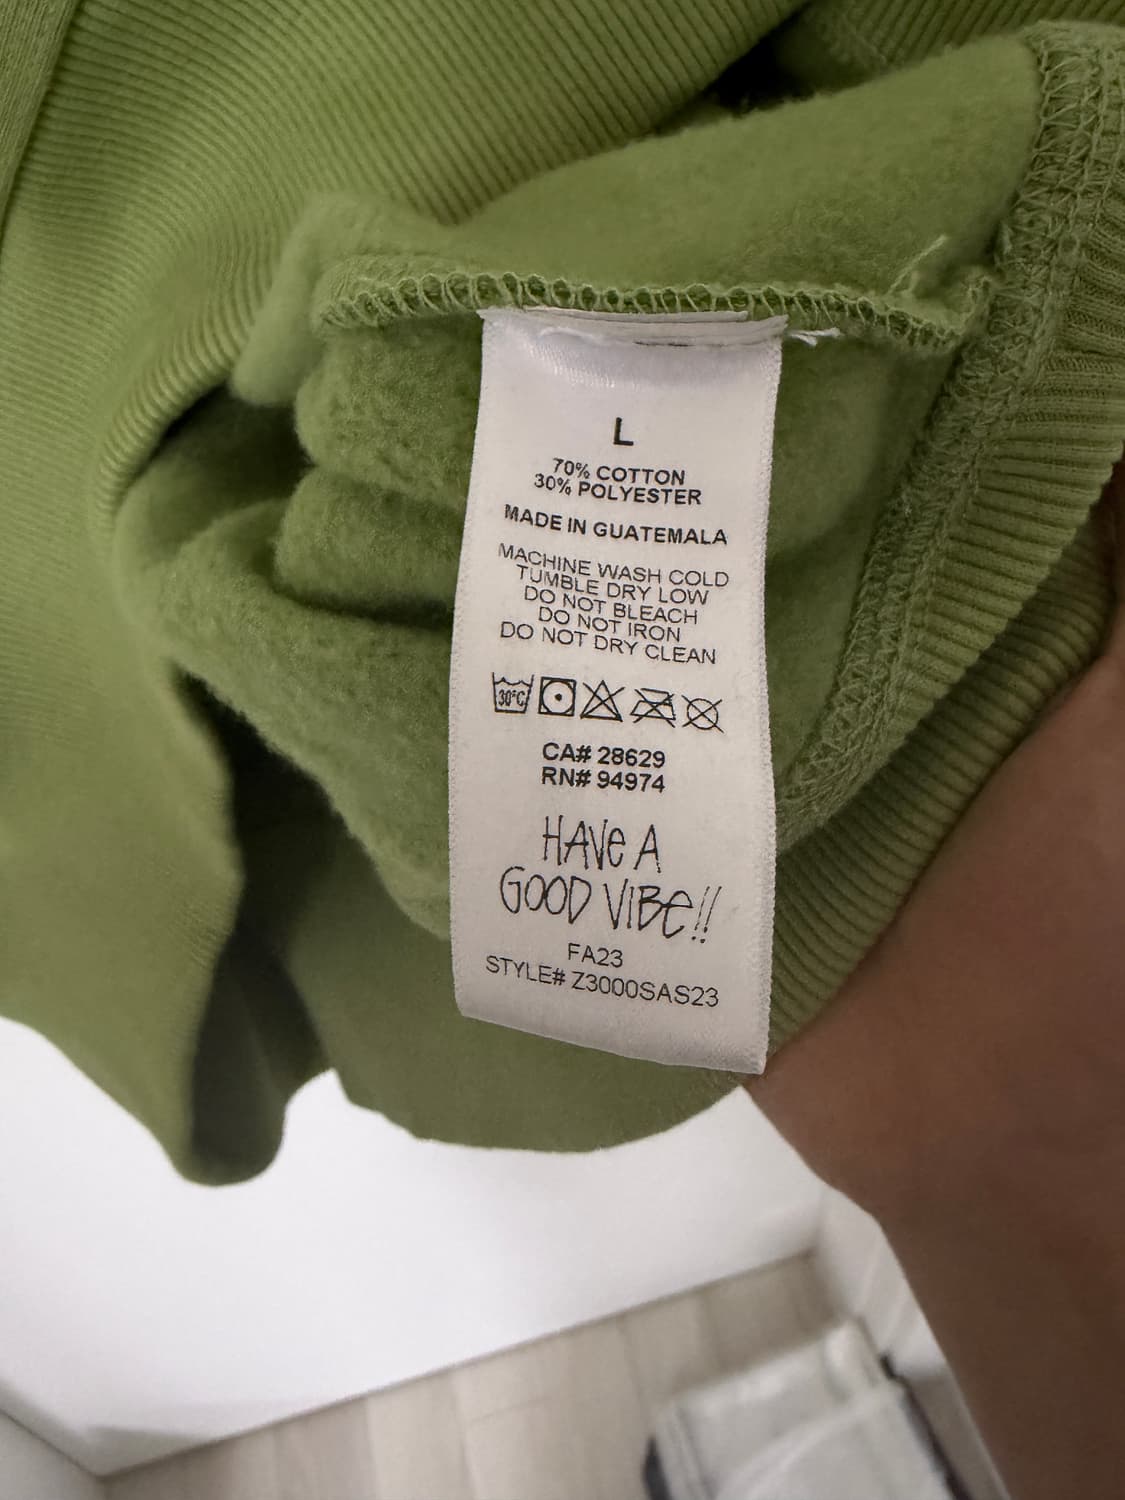 L
70% COTTON
30% POLYESTER
MADE IN GUATEMALA
MACHINE WASH COLD
TUMBLE DRY LOW
DO NOT BLEACH
DO NOT IRON
DO NOT DRY CLEAN
30°C
CA# 28629
RN# 94974
HAVe A
GOOD VIBe!!
FA23
STYLE# Z3000SAS23